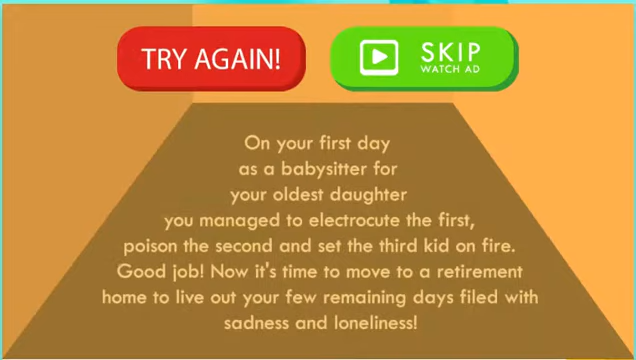 TRY AGAIN!
SKIP
WATCH AD
On your first day
as a babysitter for
your oldest daughter
you managed to electrocute the first,
poison the second and set the third kid on fire.
Good job! Now it's time to move to a retirement
home to live out your few remaining days filed with
sadness and loneliness!